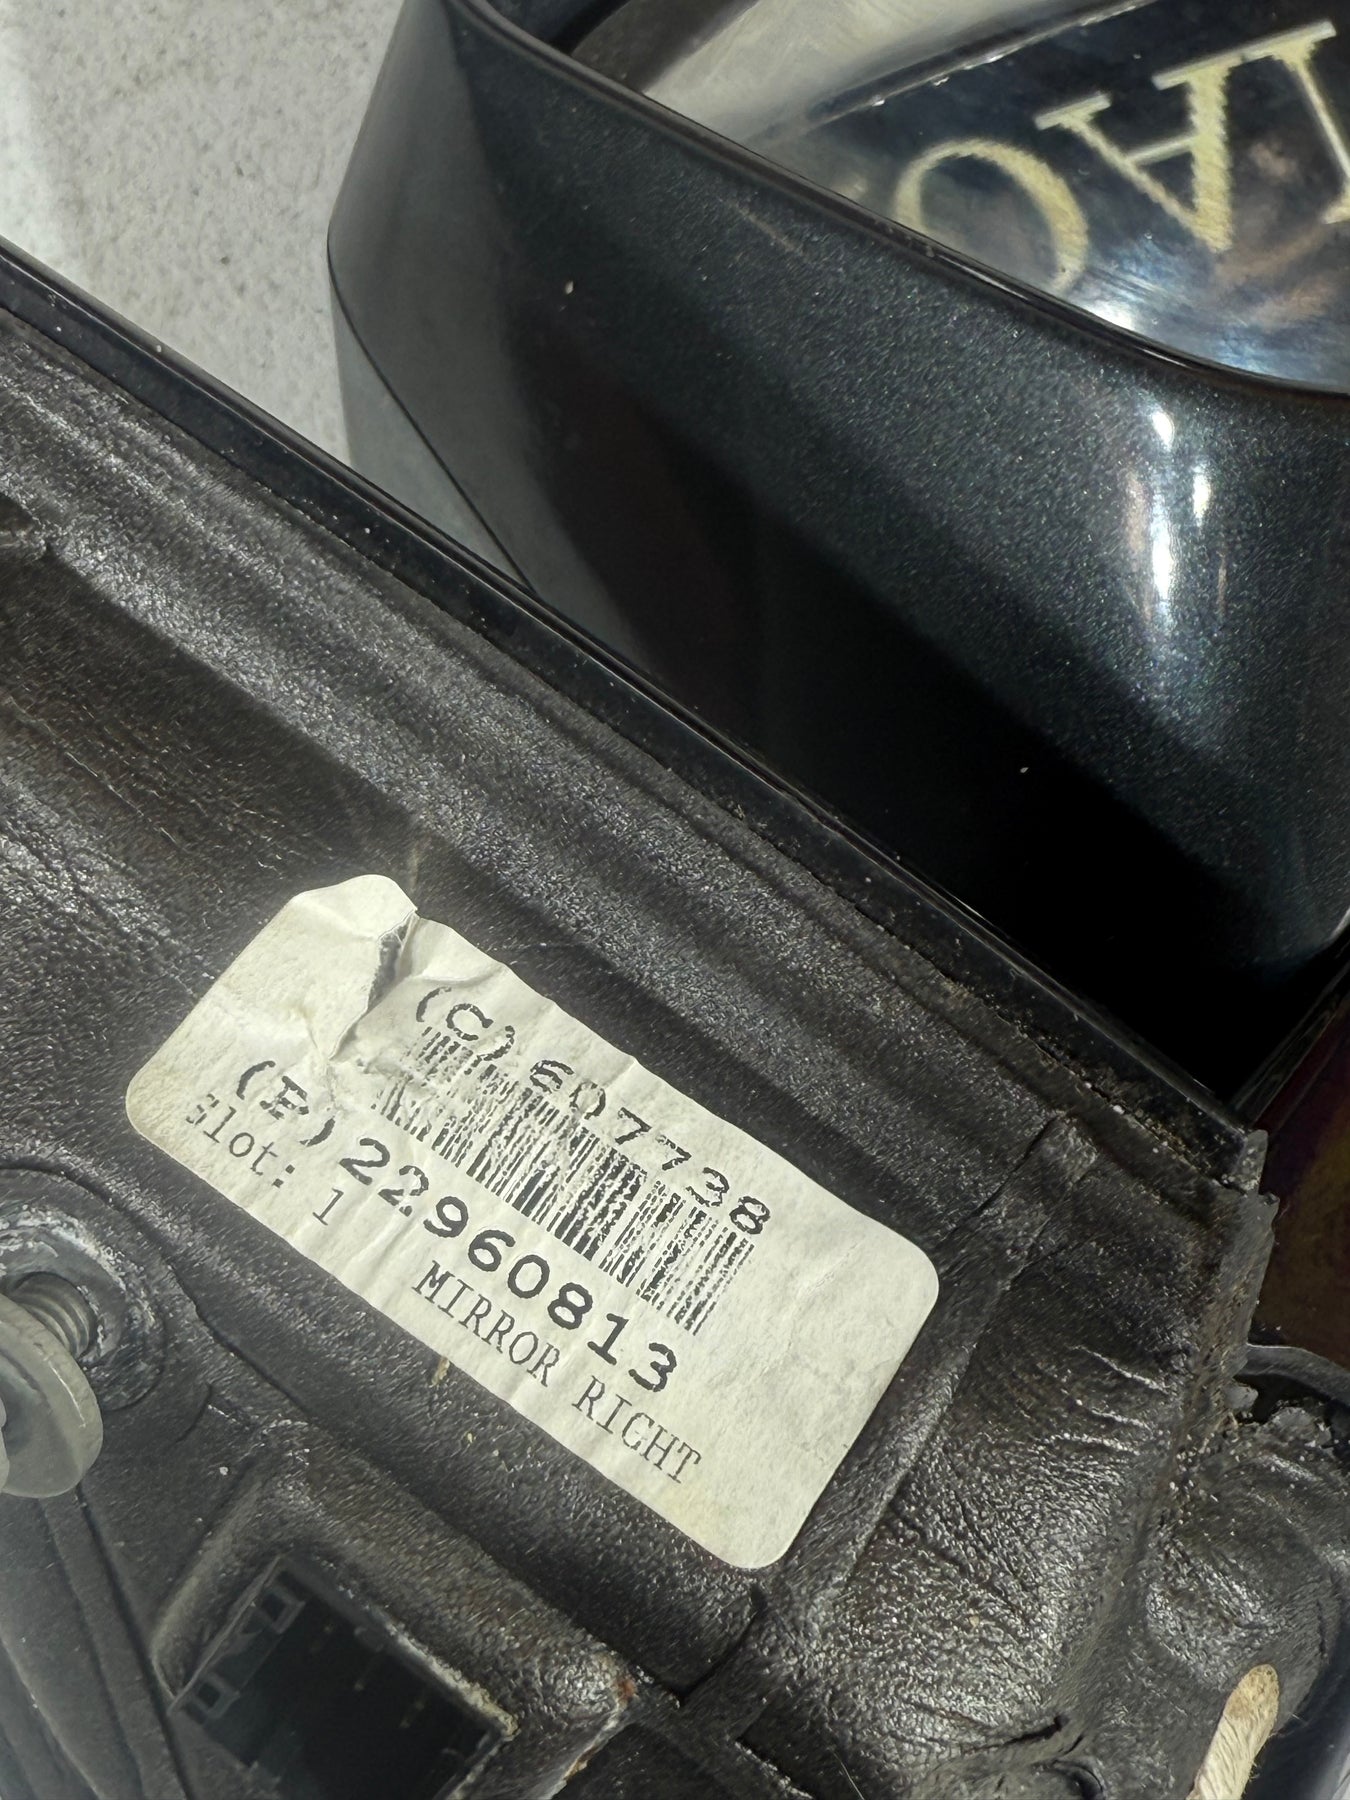 (C)607738
(P)22960813
Slot: 1 MIRROR RIGHT